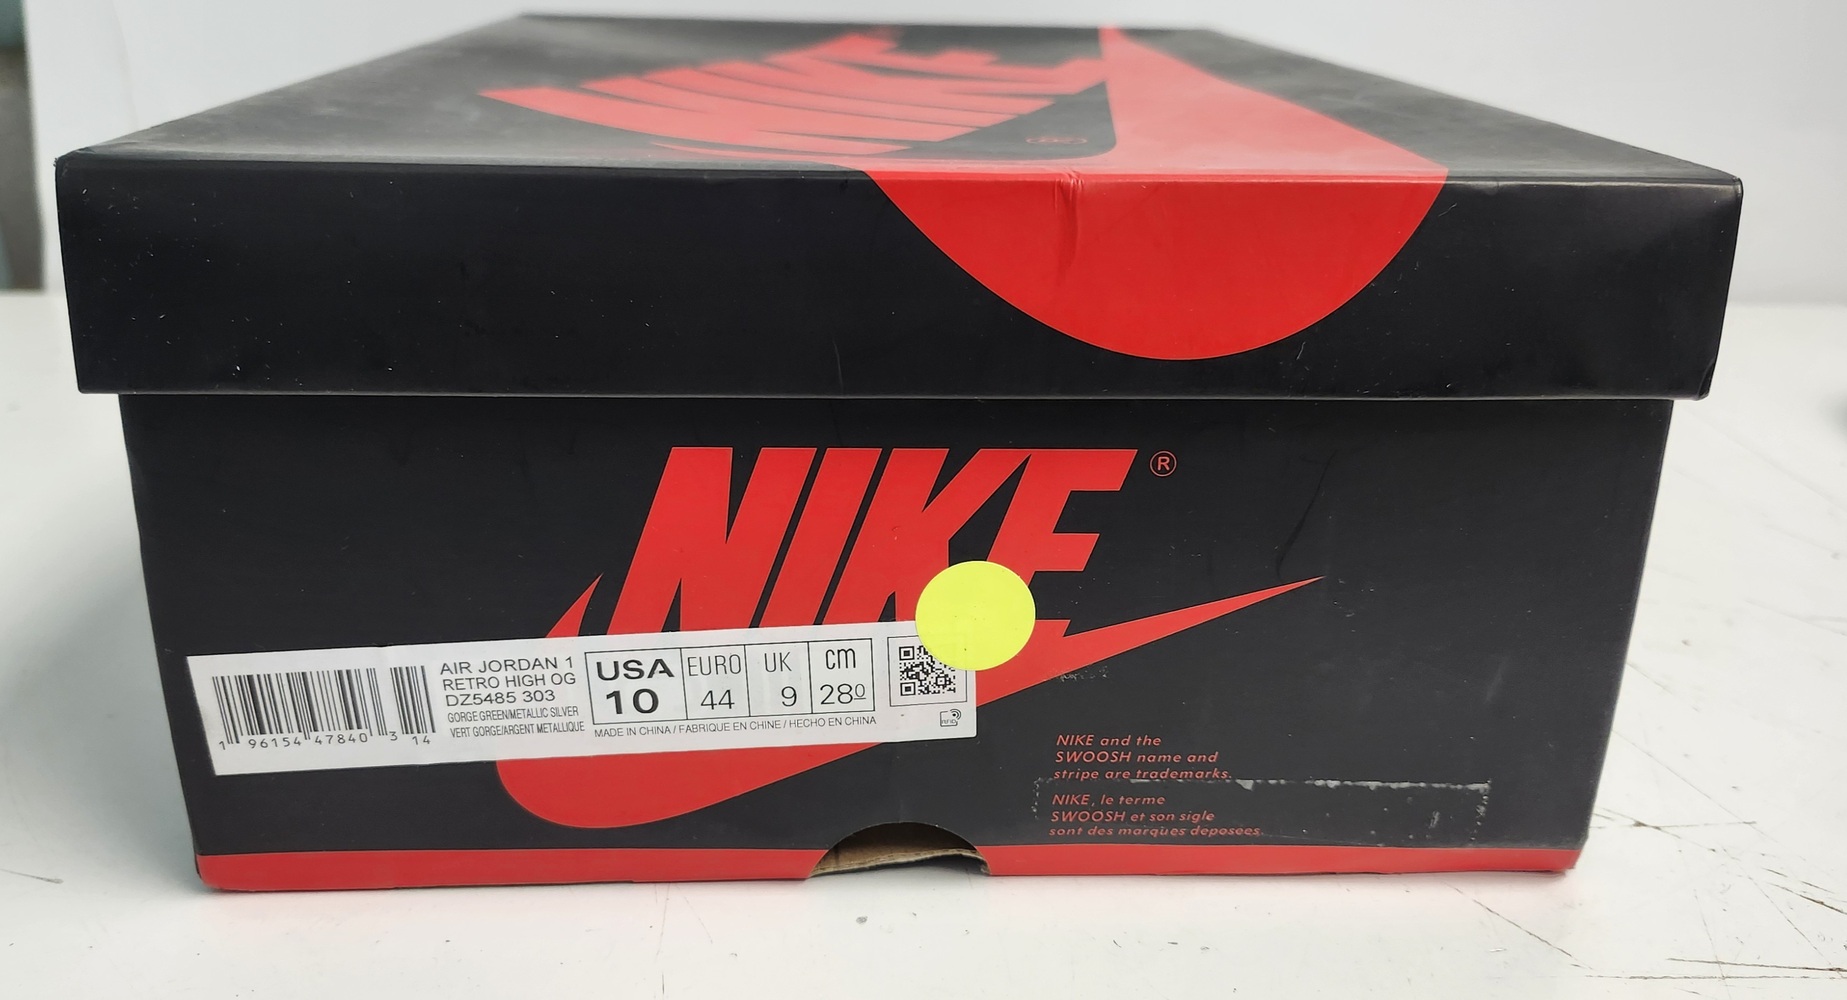 NIKE
NIKE ®
AIR JORDAN 1
RETRO HIGH OG
DZ5485 303
GORGE GREEN/METALLIC SILVER
VERT GORGE/ARGENT METALLIQUE
1 96154 47840 3 14
USA EURO UK cm
10 44 9 28⁰
MADE IN CHINA / FABRIQUE EN CHINE / HECHO EN CHINA
RFID
NIKE and the
SWOOSH name and
stripe are trademarks.
NIKE, le terme
SWOOSH et son sigle
sont des marques deposees.